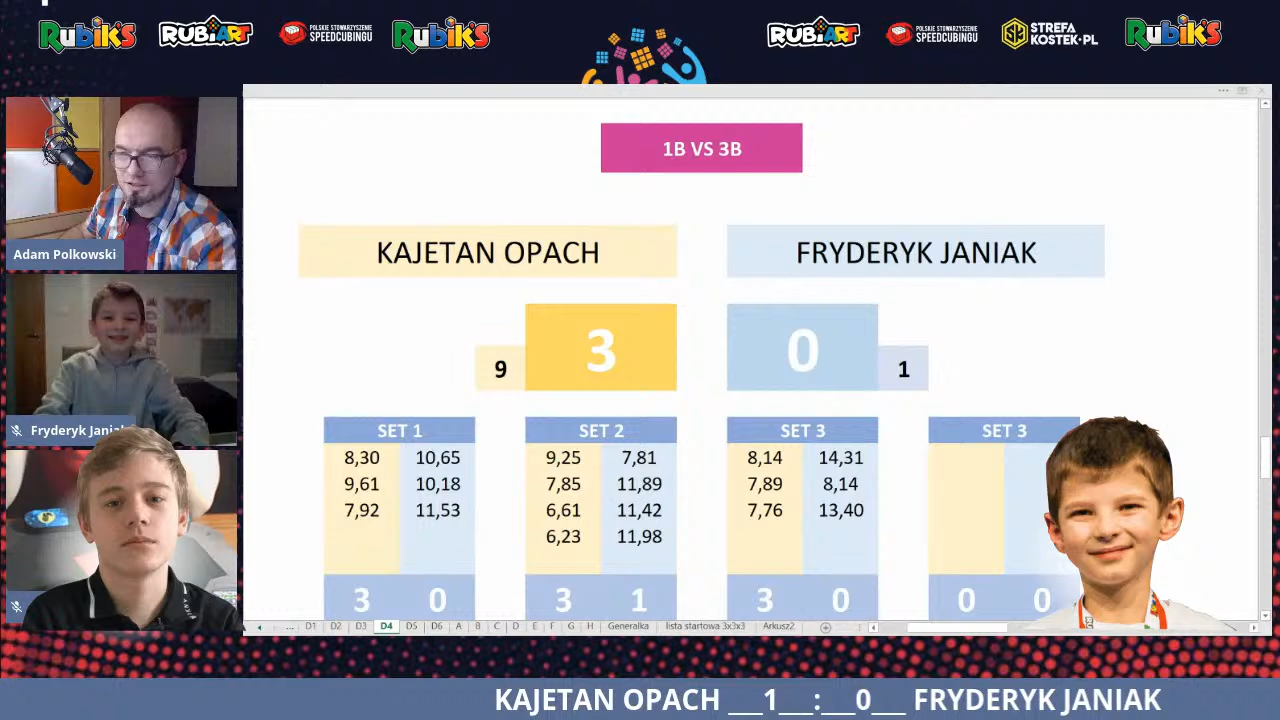 RUBIK'S RUBIART POLSKIE STOWARZYSZENIE SPEEDCUBING RUBIK'S RUBIART POLSKIE STOWARZYSZENIE SPEEDCUBING STREFA KOSTEK.PL RUBIK'S
1B VS 3B
Adam Polkowski
KAJETAN OPACH FRYDERYK JANIAK
9 3 0 1
Fryderyk Jania
SET 1 SET 2 SET 3 SET 3
8,30 10,65 9,25 7,81 8,14 14,31
9,61 10,18 7,85 11,89 7,89 8,14
7,92 11,53 6,61 11,42 7,76 13,40
6,23 11,98
3 0 3 1 3 0 0 0
... D1 D2 D3 D4 D5 D6 A B C D E F G H Generalka lista startowa 3x3x3 Arkusz2
KAJETAN OPACH ___1___:___0___ FRYDERYK JANIAK